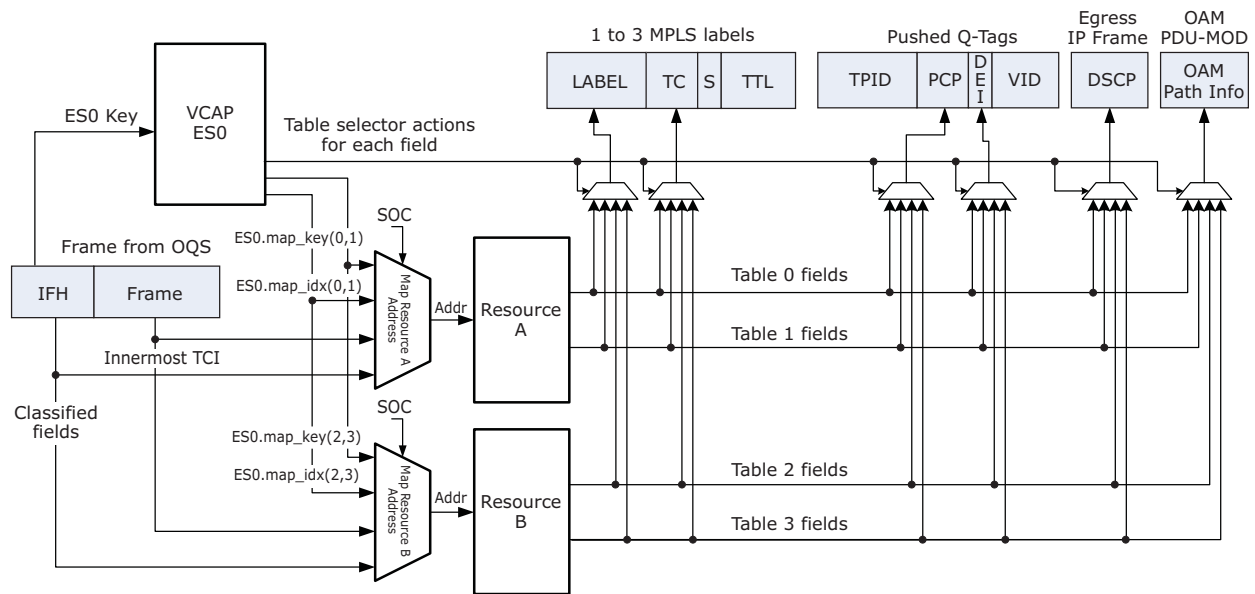 1 to 3 MPLS labels
LABEL TC S TTL
Pushed Q-Tags
TPID PCP DEI VID
Egress
IP Frame
DSCP
OAM
PDU-MOD
OAM
Path Info
ES0 Key
VCAP
ES0
Table selector actions
for each field
Frame from OQS
IFH Frame
SOC
ES0.map_key(0,1)
ES0.map_idx(0,1)
Map Resource A
Address
Addr
Resource
A
Table 0 fields
Table 1 fields
Innermost TCI
Classified
fields
SOC
ES0.map_key(2,3)
ES0.map_idx(2,3)
Map Resource B
Address
Addr
Resource
B
Table 2 fields
Table 3 fields